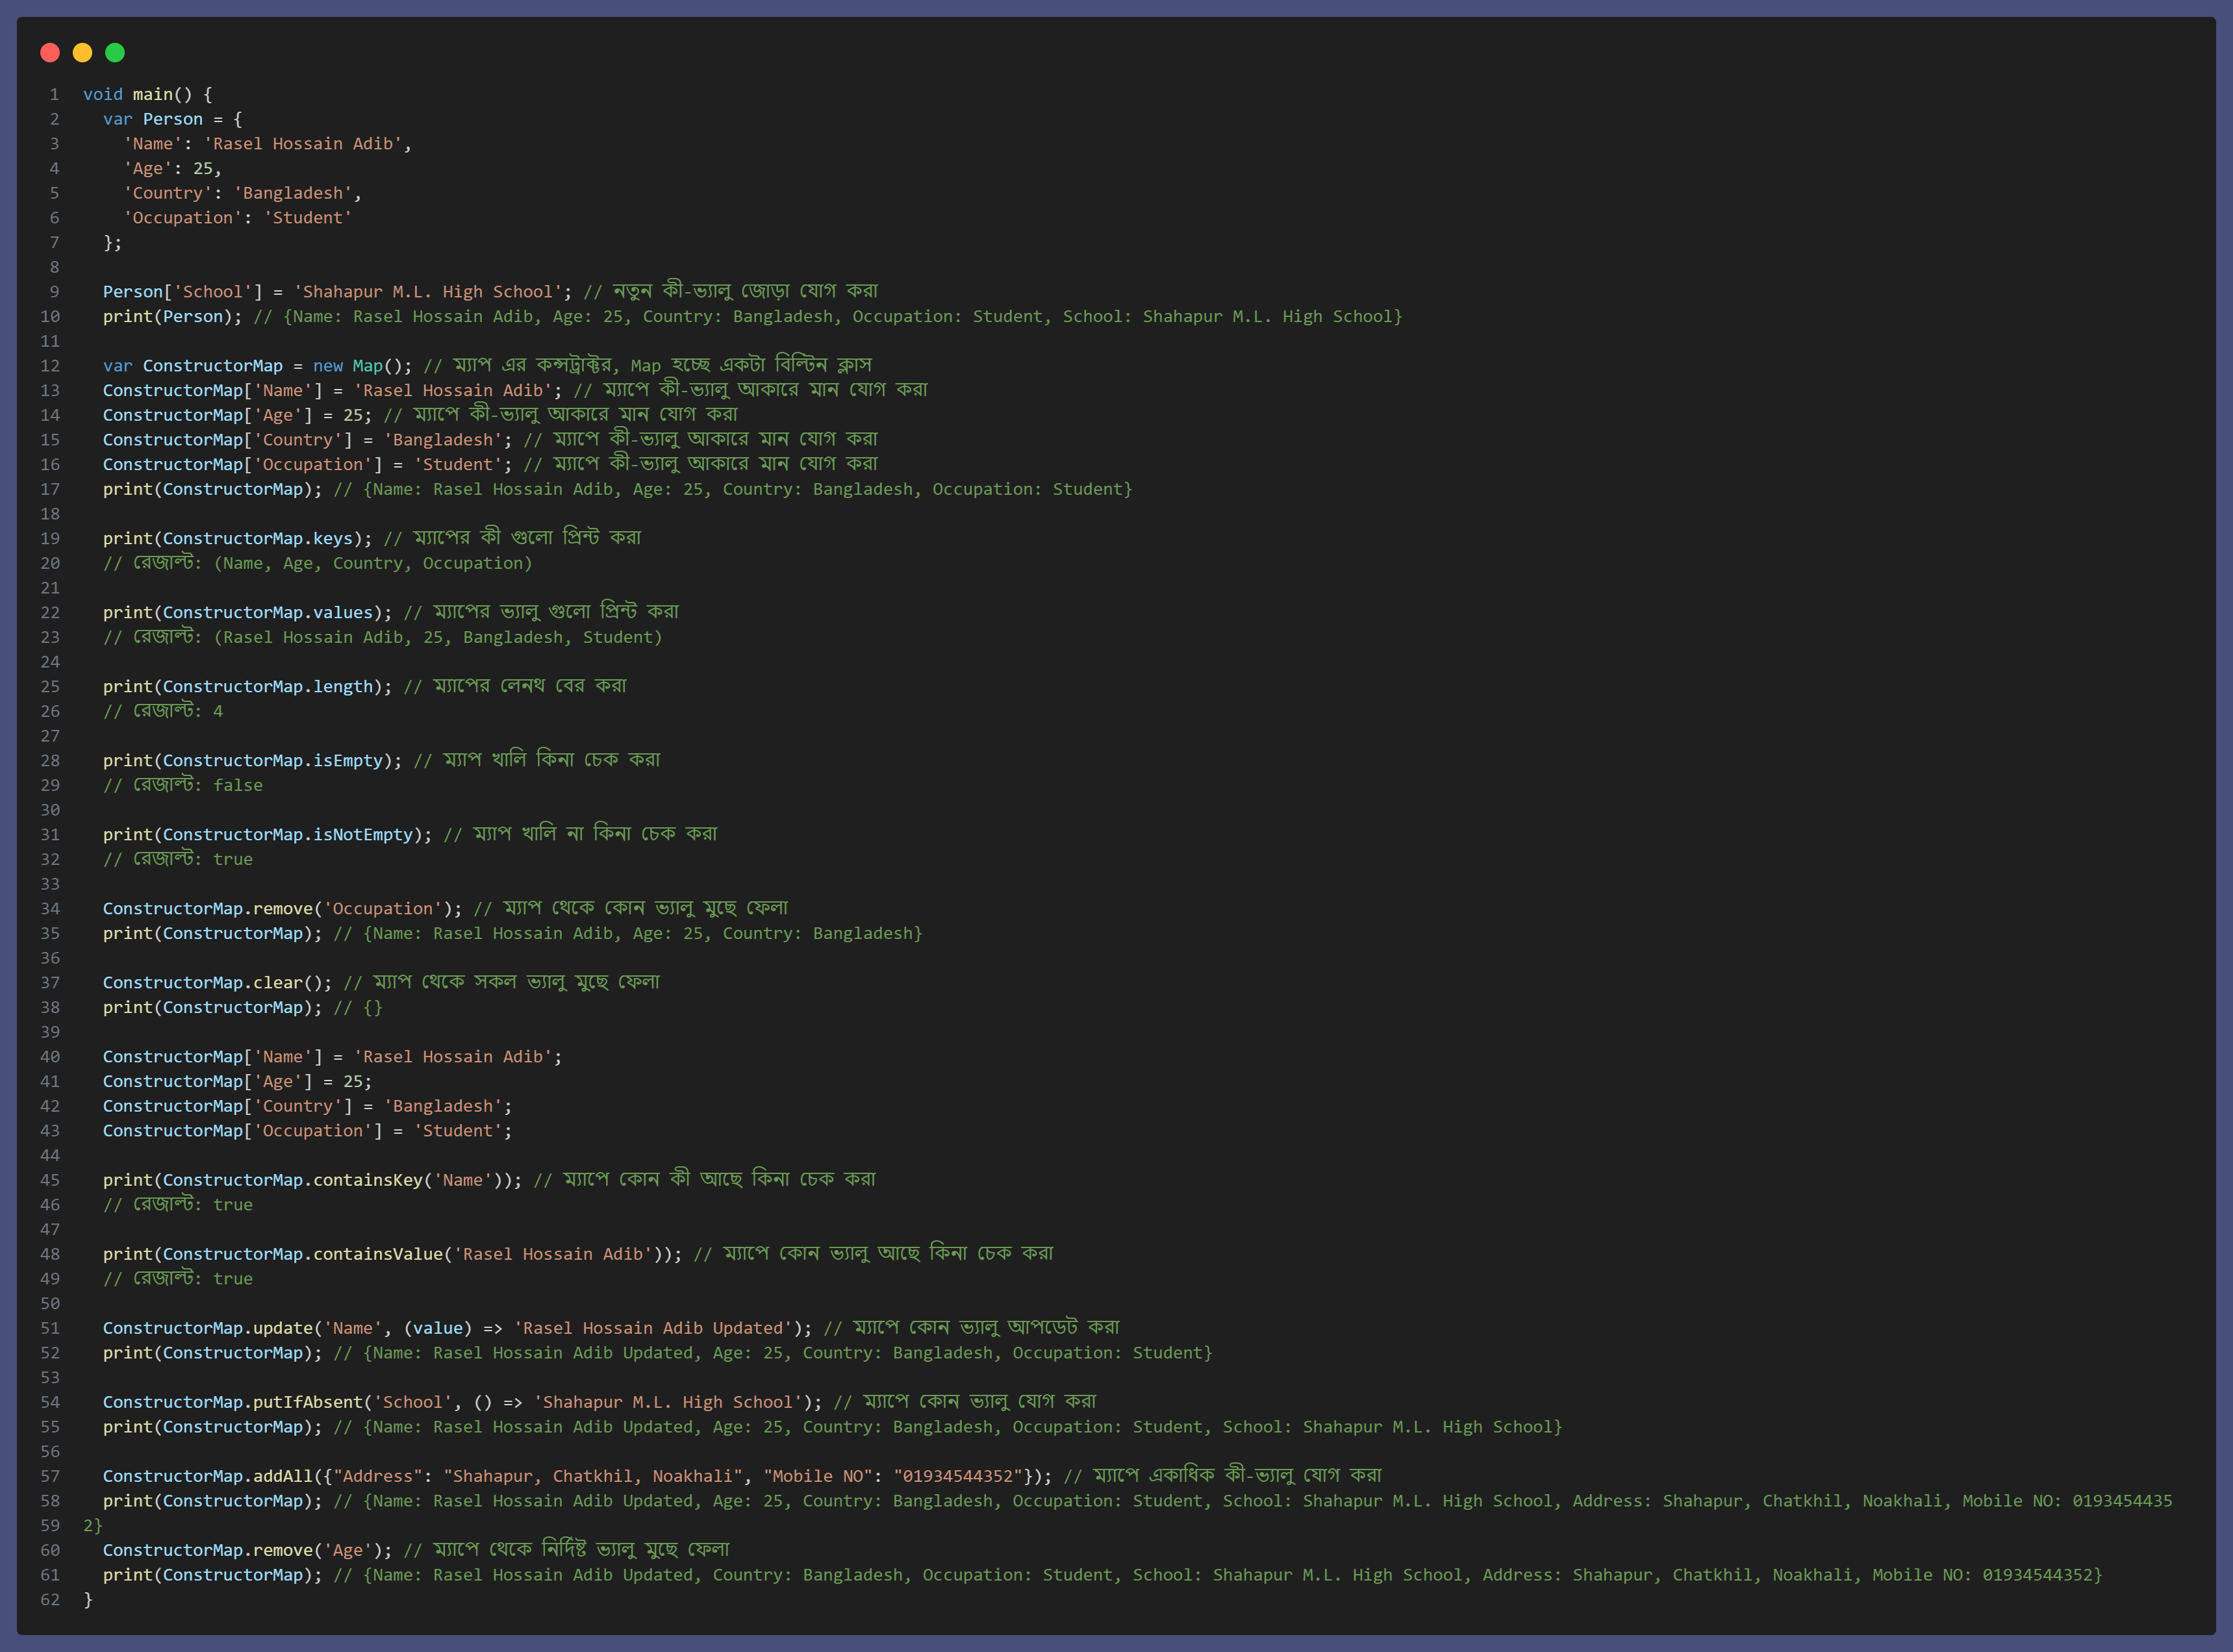 1 void main() {
2   var Person = {
3     'Name': 'Rasel Hossain Adib',
4     'Age': 25,
5     'Country': 'Bangladesh',
6     'Occupation': 'Student'
7   };
8
9   Person['School'] = 'Shahapur M.L. High School'; // নতুন কী-ভ্যালু জোড়া যোগ করা
10   print(Person); // {Name: Rasel Hossain Adib, Age: 25, Country: Bangladesh, Occupation: Student, School: Shahapur M.L. High School}
11
12   var ConstructorMap = new Map(); // ম্যাপ এর কন্সট্রাক্টর, Map হচ্ছে একটা বিল্টিন ক্লাস
13   ConstructorMap['Name'] = 'Rasel Hossain Adib'; // ম্যাপে কী-ভ্যালু আকারে মান যোগ করা
14   ConstructorMap['Age'] = 25; // ম্যাপে কী-ভ্যালু আকারে মান যোগ করা
15   ConstructorMap['Country'] = 'Bangladesh'; // ম্যাপে কী-ভ্যালু আকারে মান যোগ করা
16   ConstructorMap['Occupation'] = 'Student'; // ম্যাপে কী-ভ্যালু আকারে মান যোগ করা
17   print(ConstructorMap); // {Name: Rasel Hossain Adib, Age: 25, Country: Bangladesh, Occupation: Student}
18
19   print(ConstructorMap.keys); // ম্যাপের কী গুলো প্রিন্ট করা
20   // রেজাল্ট: (Name, Age, Country, Occupation)
21
22   print(ConstructorMap.values); // ম্যাপের ভ্যালু গুলো প্রিন্ট করা
23   // রেজাল্ট: (Rasel Hossain Adib, 25, Bangladesh, Student)
24
25   print(ConstructorMap.length); // ম্যাপের লেনথ বের করা
26   // রেজাল্ট: 4
27
28   print(ConstructorMap.isEmpty); // ম্যাপ খালি কিনা চেক করা
29   // রেজাল্ট: false
30
31   print(ConstructorMap.isNotEmpty); // ম্যাপ খালি না কিনা চেক করা
32   // রেজাল্ট: true
33
34   ConstructorMap.remove('Occupation'); // ম্যাপ থেকে কোন ভ্যালু মুছে ফেলা
35   print(ConstructorMap); // {Name: Rasel Hossain Adib, Age: 25, Country: Bangladesh}
36
37   ConstructorMap.clear(); // ম্যাপ থেকে সকল ভ্যালু মুছে ফেলা
38   print(ConstructorMap); // {}
39
40   ConstructorMap['Name'] = 'Rasel Hossain Adib';
41   ConstructorMap['Age'] = 25;
42   ConstructorMap['Country'] = 'Bangladesh';
43   ConstructorMap['Occupation'] = 'Student';
44
45   print(ConstructorMap.containsKey('Name')); // ম্যাপে কোন কী আছে কিনা চেক করা
46   // রেজাল্ট: true
47
48   print(ConstructorMap.containsValue('Rasel Hossain Adib')); // ম্যাপে কোন ভ্যালু আছে কিনা চেক করা
49   // রেজাল্ট: true
50
51   ConstructorMap.update('Name', (value) => 'Rasel Hossain Adib Updated'); // ম্যাপে কোন ভ্যালু আপডেট করা
52   print(ConstructorMap); // {Name: Rasel Hossain Adib Updated, Age: 25, Country: Bangladesh, Occupation: Student}
53
54   ConstructorMap.putIfAbsent('School', () => 'Shahapur M.L. High School'); // ম্যাপে কোন ভ্যালু যোগ করা
55   print(ConstructorMap); // {Name: Rasel Hossain Adib Updated, Age: 25, Country: Bangladesh, Occupation: Student, School: Shahapur M.L. High School}
56
57   ConstructorMap.addAll({"Address": "Shahapur, Chatkhil, Noakhali", "Mobile NO": "01934544352"}); // ম্যাপে একাধিক কী-ভ্যালু যোগ করা
58   print(ConstructorMap); // {Name: Rasel Hossain Adib Updated, Age: 25, Country: Bangladesh, Occupation: Student, School: Shahapur M.L. High School, Address: Shahapur, Chatkhil, Noakhali, Mobile NO: 0193454435
59 2}
60   ConstructorMap.remove('Age'); // ম্যাপে থেকে নির্দিষ্ট ভ্যালু মুছে ফেলা
61   print(ConstructorMap); // {Name: Rasel Hossain Adib Updated, Country: Bangladesh, Occupation: Student, School: Shahapur M.L. High School, Address: Shahapur, Chatkhil, Noakhali, Mobile NO: 01934544352}
62 }